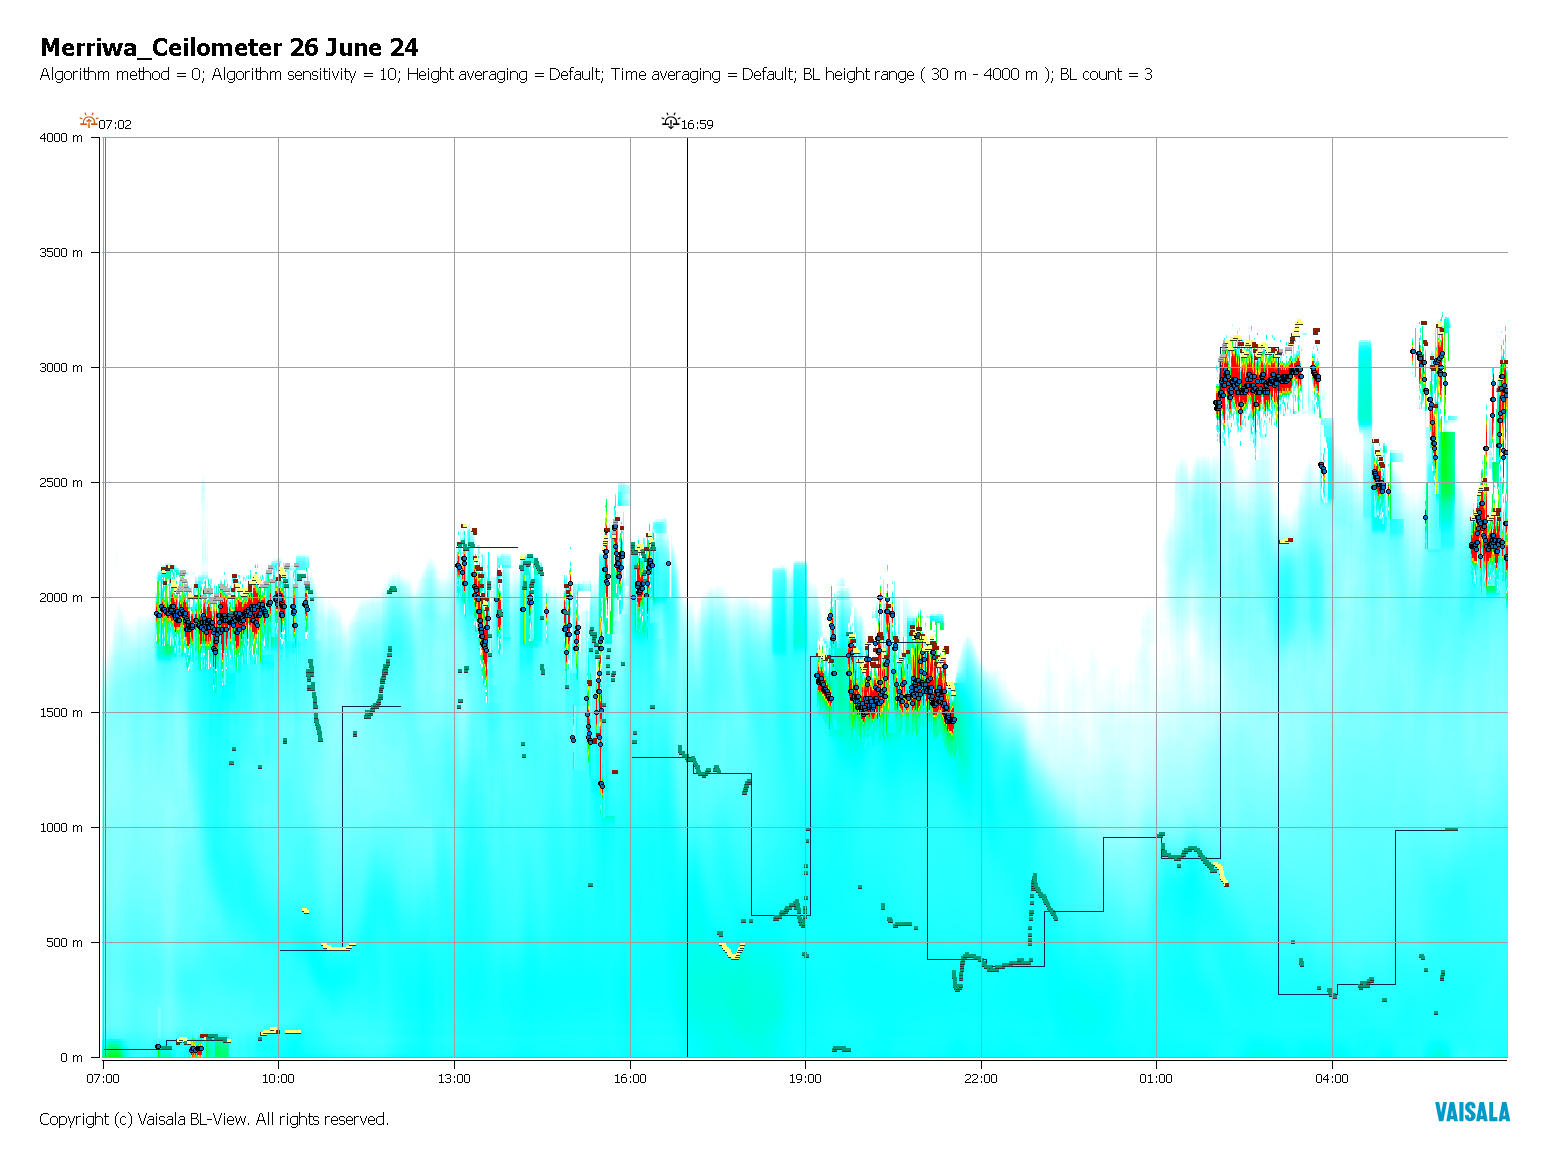 Merriwa_Ceilometer 26 June 24
Algorithm method = 0; Algorithm sensitivity = 10; Height averaging = Default; Time averaging = Default; BL height range ( 30 m - 4000 m ); BL count = 3
07:02
16:59
4000 m
3500 m
3000 m
2500 m
2000 m
1500 m
1000 m
500 m
0 m
07:00 10:00 13:00 16:00 19:00 22:00 01:00 04:00
Copyright (c) Vaisala BL-View. All rights reserved.
VAISALA